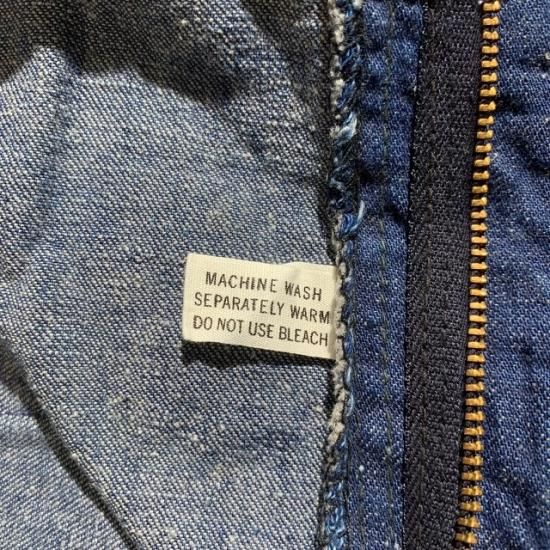 MACHINE WASH
SEPARATELY WARM
DO NOT USE BLEACH